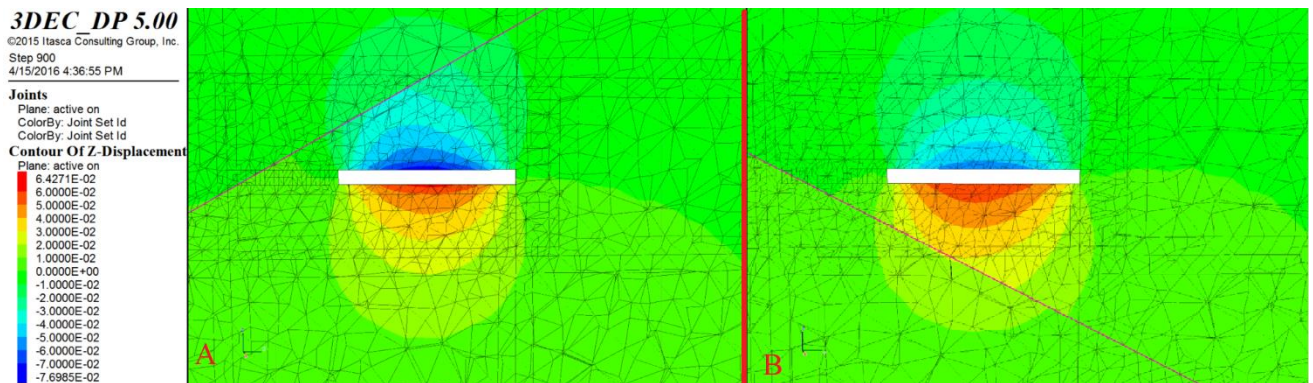 3DEC_DP 5.00
©2015 Itasca Consulting Group, Inc.
Step 900
4/15/2016 4:36:55 PM
Joints
Plane: active on
ColorBy: Joint Set Id
ColorBy: Joint Set Id
Contour Of Z-Displacement
Plane: active on
6.4271E-02
6.0000E-02
5.0000E-02
4.0000E-02
3.0000E-02
2.0000E-02
1.0000E-02
0.0000E+00
-1.0000E-02
-2.0000E-02
-3.0000E-02
-4.0000E-02
-5.0000E-02
-6.0000E-02
-7.0000E-02
-7.6985E-02
A
B